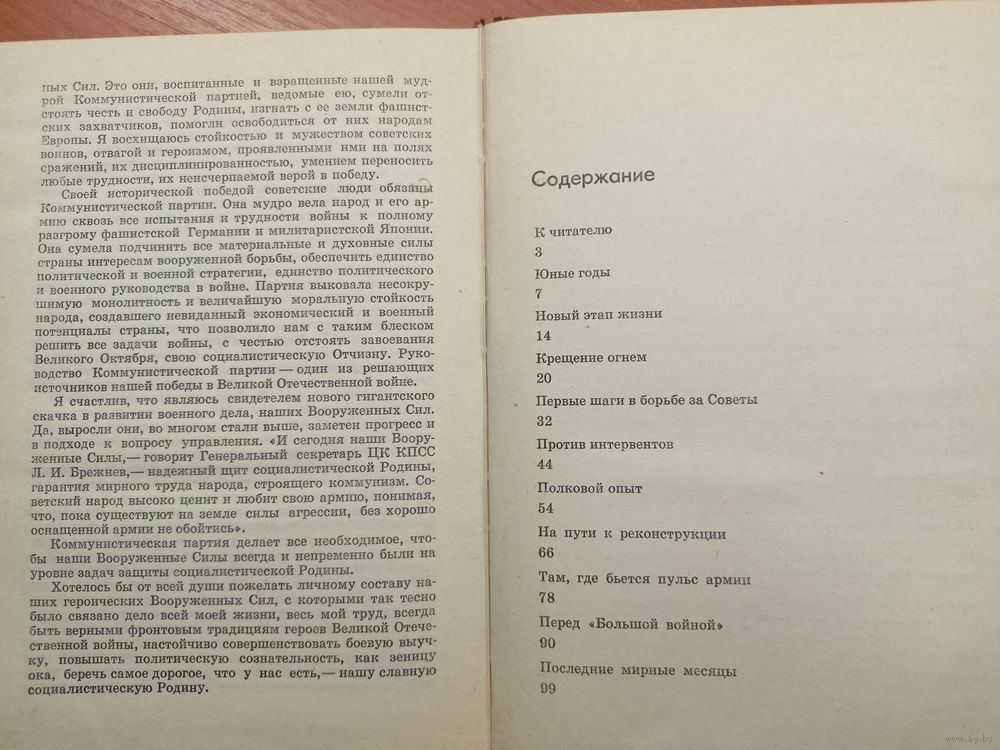 ных Сил. Это они, воспитанные и взращенные нашей муд-
рой Коммунистической партией, ведомые ею, сумели от-
стоять честь и свободу Родины, изгнать с ее земли фашист-
ских захватчиков, помогли освободиться от них народам
Европы. Я восхищаюсь стойкостью и мужеством советских
воинов, отвагой и героизмом, проявленными ими на полях
сражений, их дисциплинированностью, умением переносить
любые трудности, их неисчерпаемой верой в победу.
Своей исторической победой советские люди обязаны
Коммунистической партии. Она мудро вела народ и его ар-
мию сквозь все испытания и трудности войны к полному
разгрому фашистской Германии и милитаристской Японии.
Она сумела подчинить все материальные и духовные силы
страны интересам вооруженной борьбы, обеспечить единство
политической и военной стратегии, единство политического
и военного руководства в войне. Партия выковала несокру-
шимую монолитность и величайшую моральную стойкость
народа, создавшего невиданный экономический и военный
потенциалы страны, что позволило нам с таким блеском
решить все задачи войны, с честью отстоять завоевания
Великого Октября, свою социалистическую Отчизну. Руко-
водство Коммунистической партии — один из решающих
источников нашей победы в Великой Отечественной войне.
Я счастлив, что являюсь свидетелем нового гигантского
скачка в развитии военного дела, наших Вооруженных Сил.
Да, выросли они, во многом стали выше, заметен прогресс и
в подходе к вопросу управления. «И сегодня наши Воору-
женные Силы,— говорит Генеральный секретарь ЦК КПСС
Л. И. Брежнев,— надежный щит социалистической Родины,
гарантия мирного труда народа, строящего коммунизм. Со-
ветский народ высоко ценит и любит свою армию, понимая,
что, пока существуют на земле силы агрессии, без хорошо
оснащенной армии не обойтись».
Коммунистическая партия делает все необходимое, что-
бы наши Вооруженные Силы всегда и непременно были на
уровне задач защиты социалистической Родины.
Хотелось бы от всей души пожелать личному составу на-
ших героических Вооруженных Сил, с которыми так тесно
было связано дело всей моей жизни, весь мой труд, всегда
быть верными фронтовым традициям героев Великой Отече-
ственной войны, настойчиво совершенствовать боевую выуч-
ку, повышать политическую сознательность, как зеницу
ока, беречь самое дорогое, что у нас есть,— нашу славную
социалистическую Родину.
Содержание
К читателю
3
Юные годы
7
Новый этап жизни
14
Крещение огнем
20
Первые шаги в борьбе за Советы
32
Против интервентов
44
Полковой опыт
54
На пути к реконструкции
66
Там, где бьется пульс армии
78
Перед «Большой войной»
90
Последние мирные месяцы
99
www.ay.by